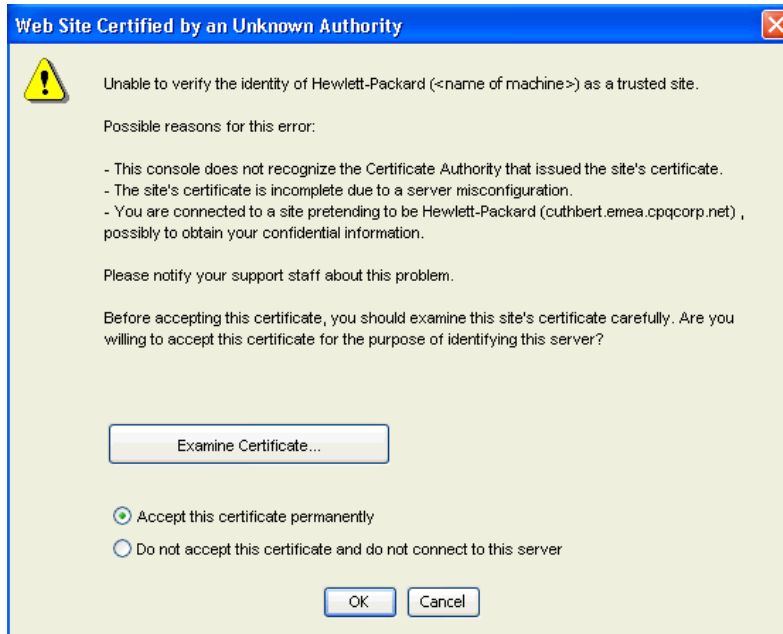 Web Site Certified by an Unknown Authority
Unable to verify the identity of Hewlett-Packard (<name of machine>) as a trusted site.
Possible reasons for this error:
- This console does not recognize the Certificate Authority that issued the site's certificate.
- The site's certificate is incomplete due to a server misconfiguration.
- You are connected to a site pretending to be Hewlett-Packard (cuthbert.emea.cpqcorp.net) ,
possibly to obtain your confidential information.
Please notify your support staff about this problem.
Before accepting this certificate, you should examine this site's certificate carefully. Are you
willing to accept this certificate for the purpose of identifying this server?
Examine Certificate...
Accept this certificate permanently
Do not accept this certificate and do not connect to this server
OK Cancel